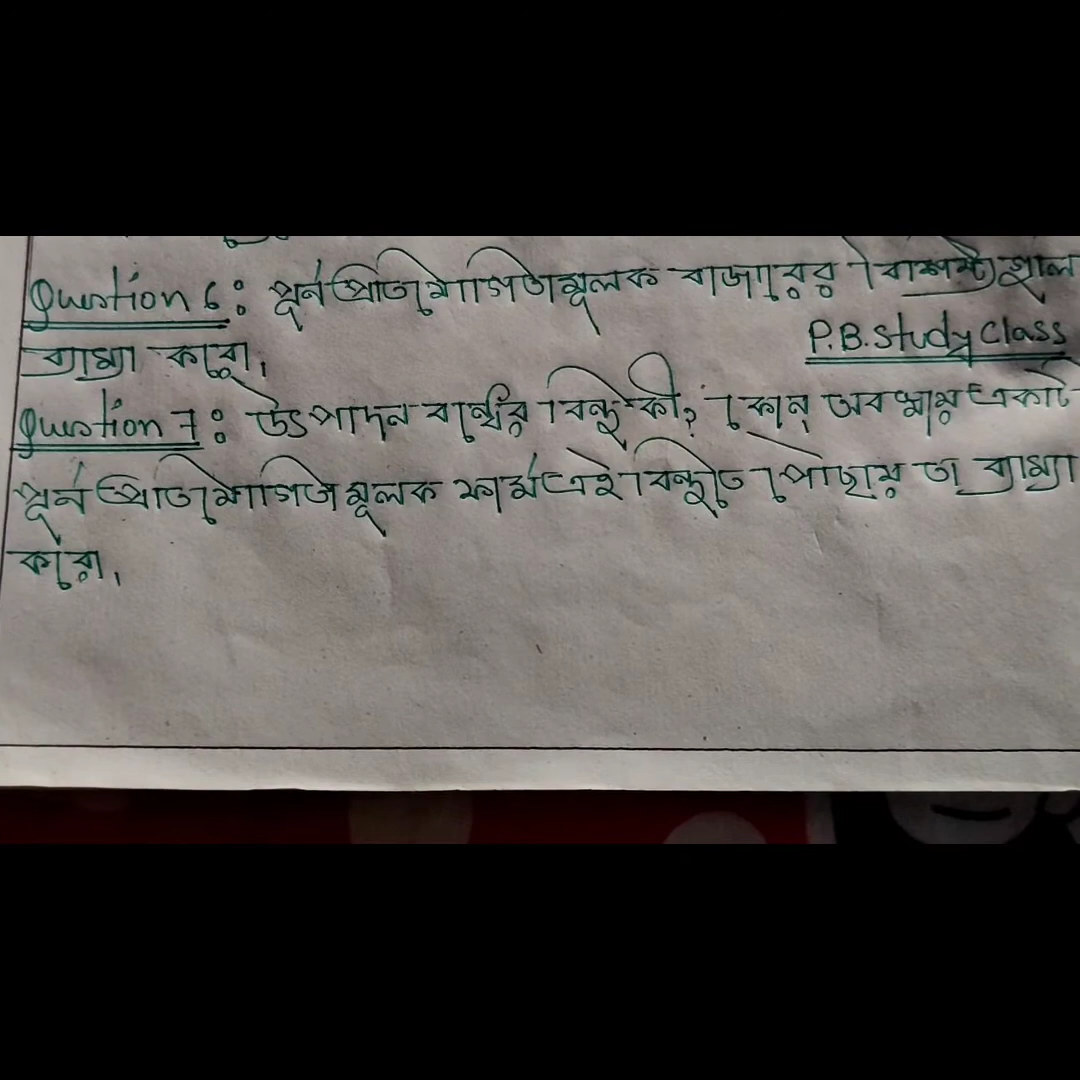 Question 6: পূর্ন প্রতিযোগিতামূলক বাজারের বৈশিষ্ট্যগুলি
ব্যাখ্যা করো।
P.B. Study Class
Question 7: উৎপাদন বন্ধের বিন্দু কী? কোন্ অবস্থায় একটি
পূর্ন প্রতিযোগিতামূলক ফার্ম এই বিন্দুতে পৌছায় তা ব্যাখ্যা
করো।